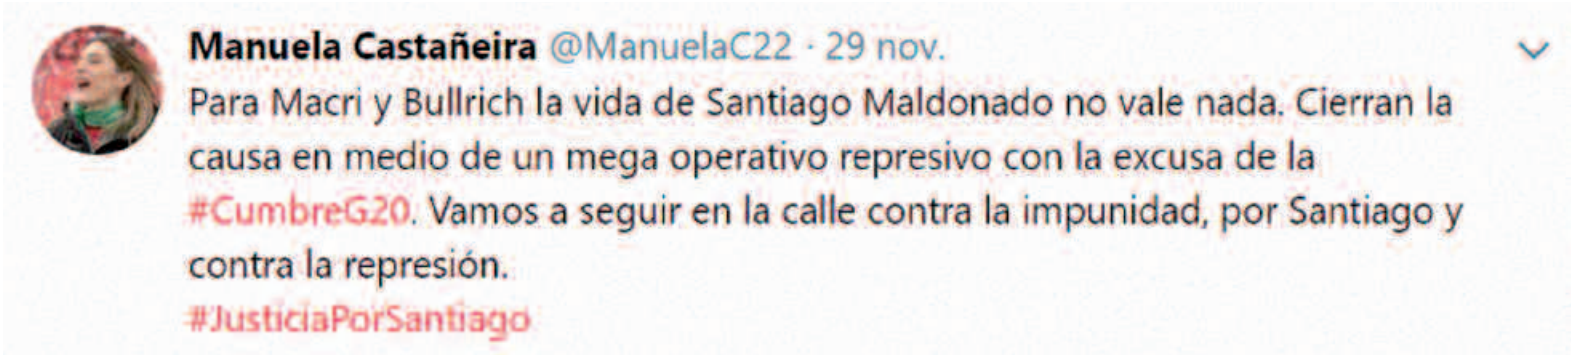 Manuela Castañeira @ManuelaC22 · 29 nov.
Para Macri y Bullrich la vida de Santiago Maldonado no vale nada. Cierran la
causa en medio de un mega operativo represivo con la excusa de la
#CumbreG20. Vamos a seguir en la calle contra la impunidad, por Santiago y
contra la represión.
#JusticiaPorSantiago